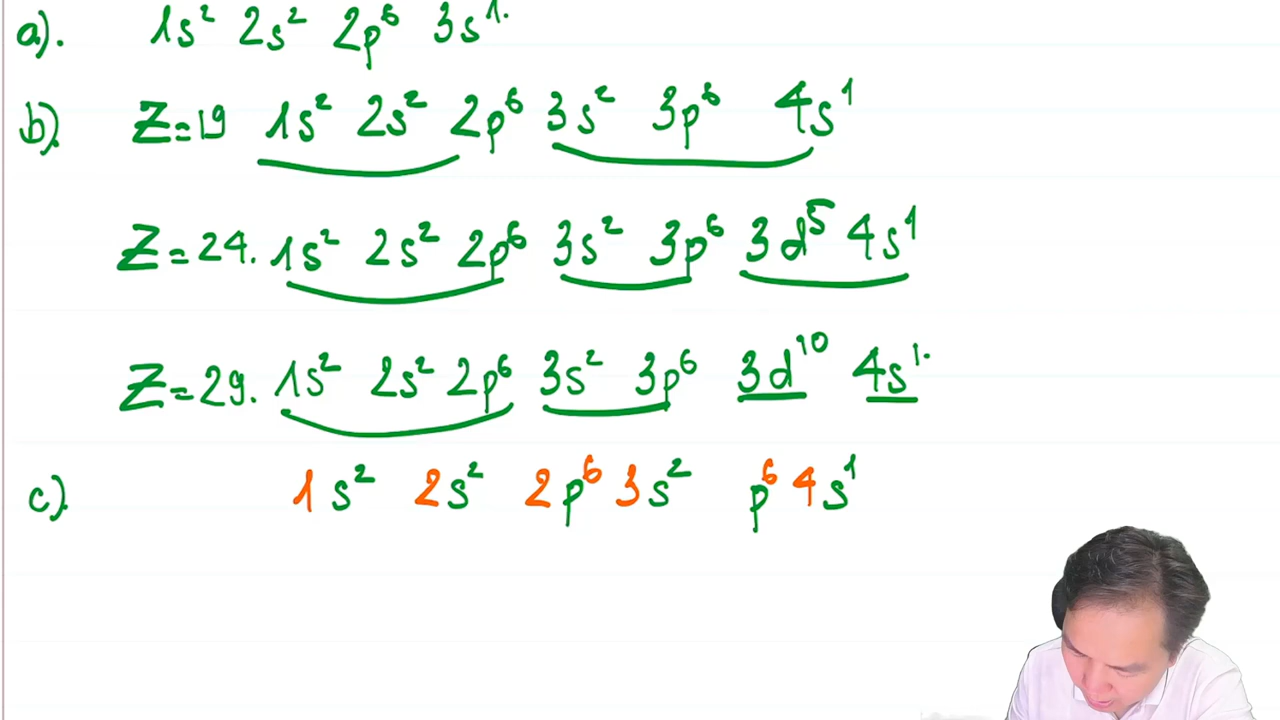 a). 1s² 2s² 2p⁶ 3s¹.
b). Z=19 1s² 2s² 2p⁶ 3s² 3p⁶ 4s¹
Z=24. 1s² 2s² 2p⁶ 3s² 3p⁶ 3d⁵ 4s¹
Z=29. 1s² 2s² 2p⁶ 3s² 3p⁶ 3d¹⁰ 4s¹.
c). 1s² 2s² 2p⁶ 3s² p⁶ 4s¹